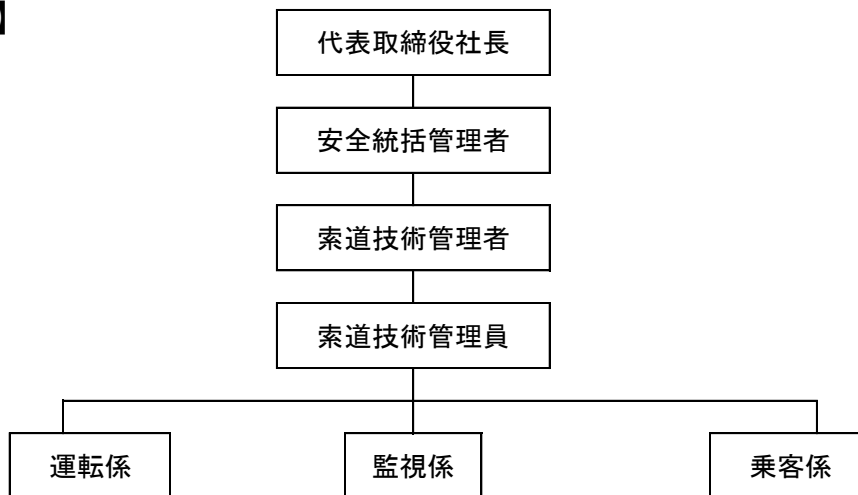 】
代表取締役社長
安全統括管理者
索道技術管理者
索道技術管理員
運転係
監視係
乗客係